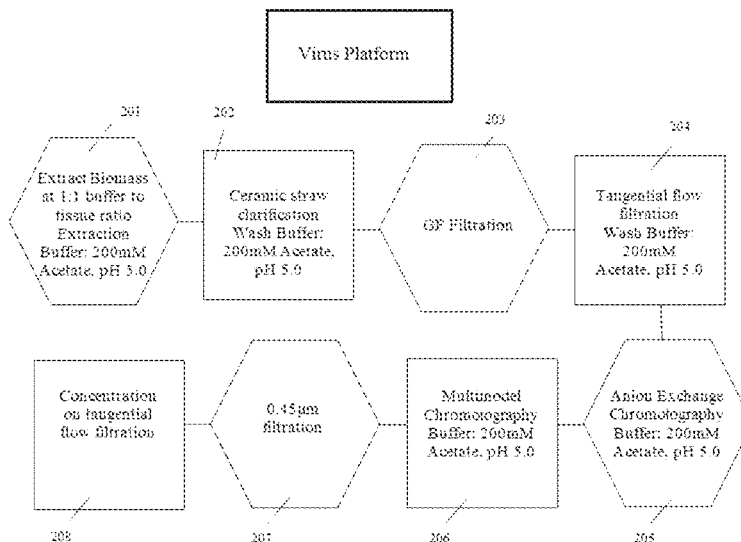 Virus Platform
201
202
203
204
Extract Biomass
at 1:1 buffer to
tissue ratio
Extraction
Buffer: 200mM
Acetate, pH 5.0
Ceramic straw
clarification
Wash Buffer:
200mM Acetate,
pH 5.0
GF Filtration
Tangential flow
filtration
Wash Buffer:
200mM
Acetate, pH 5.0
Concentration
on tangential
flow filtration
0.45µm
filtration
Multimodel
Chromotography
Buffer: 200mM
Acetate, pH 5.0
Anion Exchange
Chromotography
Buffer: 200mM
Acetate, pH 5.0
208
207
206
205